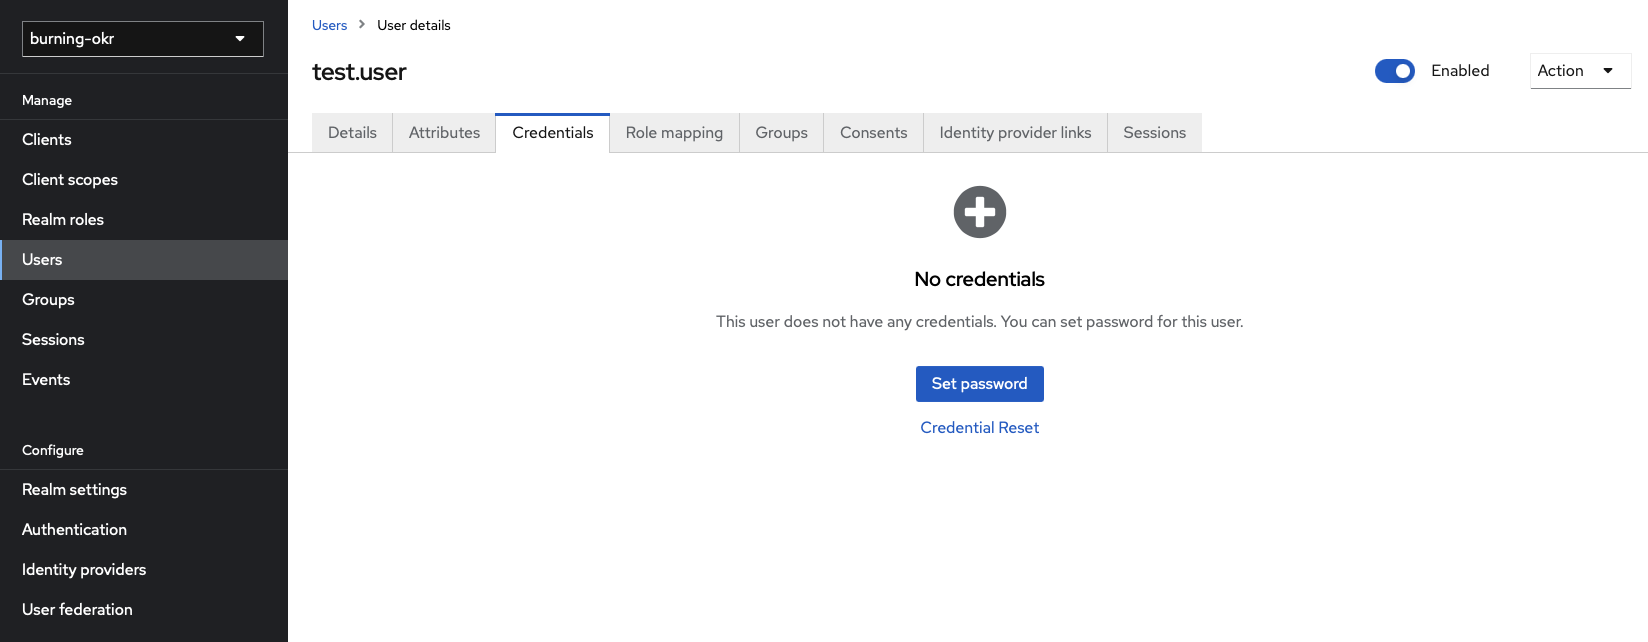 burning-okr
Manage
Clients
Client scopes
Realm roles
Users
Groups
Sessions
Events
Configure
Realm settings
Authentication
Identity providers
User federation
Users > User details
test.user
Enabled
Action
Details Attributes Credentials Role mapping Groups Consents Identity provider links Sessions
No credentials
This user does not have any credentials. You can set password for this user.
Set password
Credential Reset